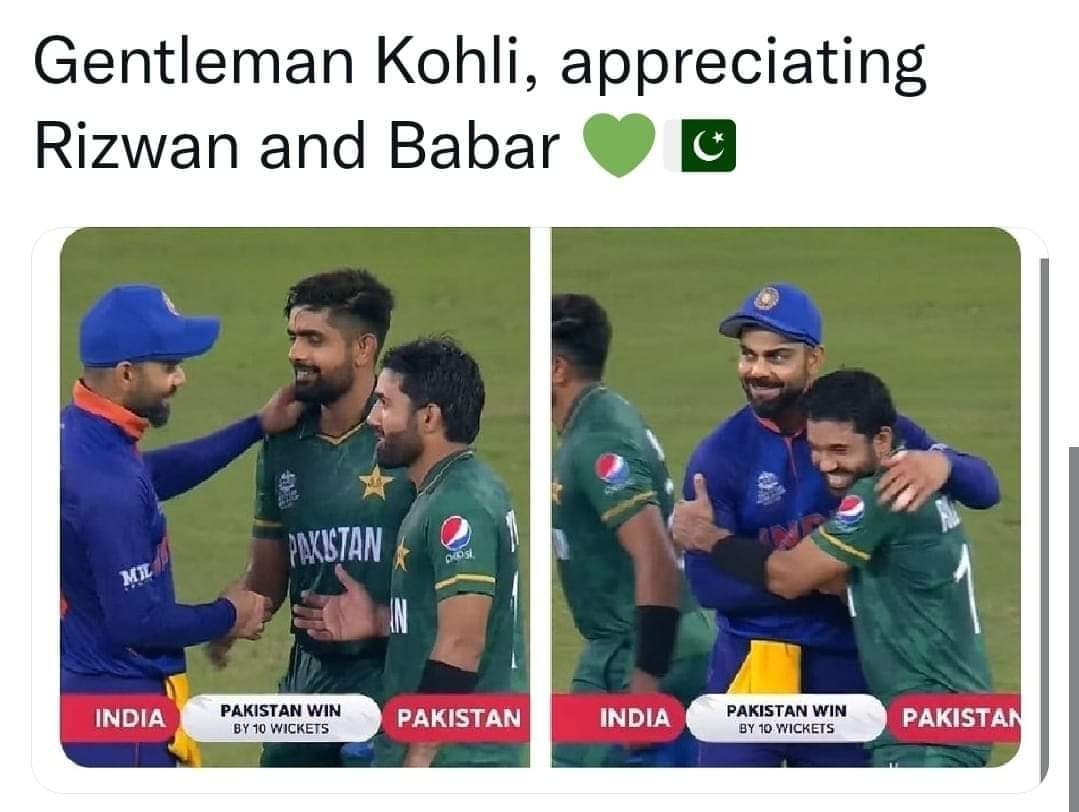 Gentleman Kohli, appreciating
Rizwan and Babar 💚🇵🇰
PAKISTAN
PEPSI
INDIA
PAKISTAN WIN
BY 10 WICKETS
PAKISTAN
INDIA
PAKISTAN WIN
BY 10 WICKETS
PAKISTAN